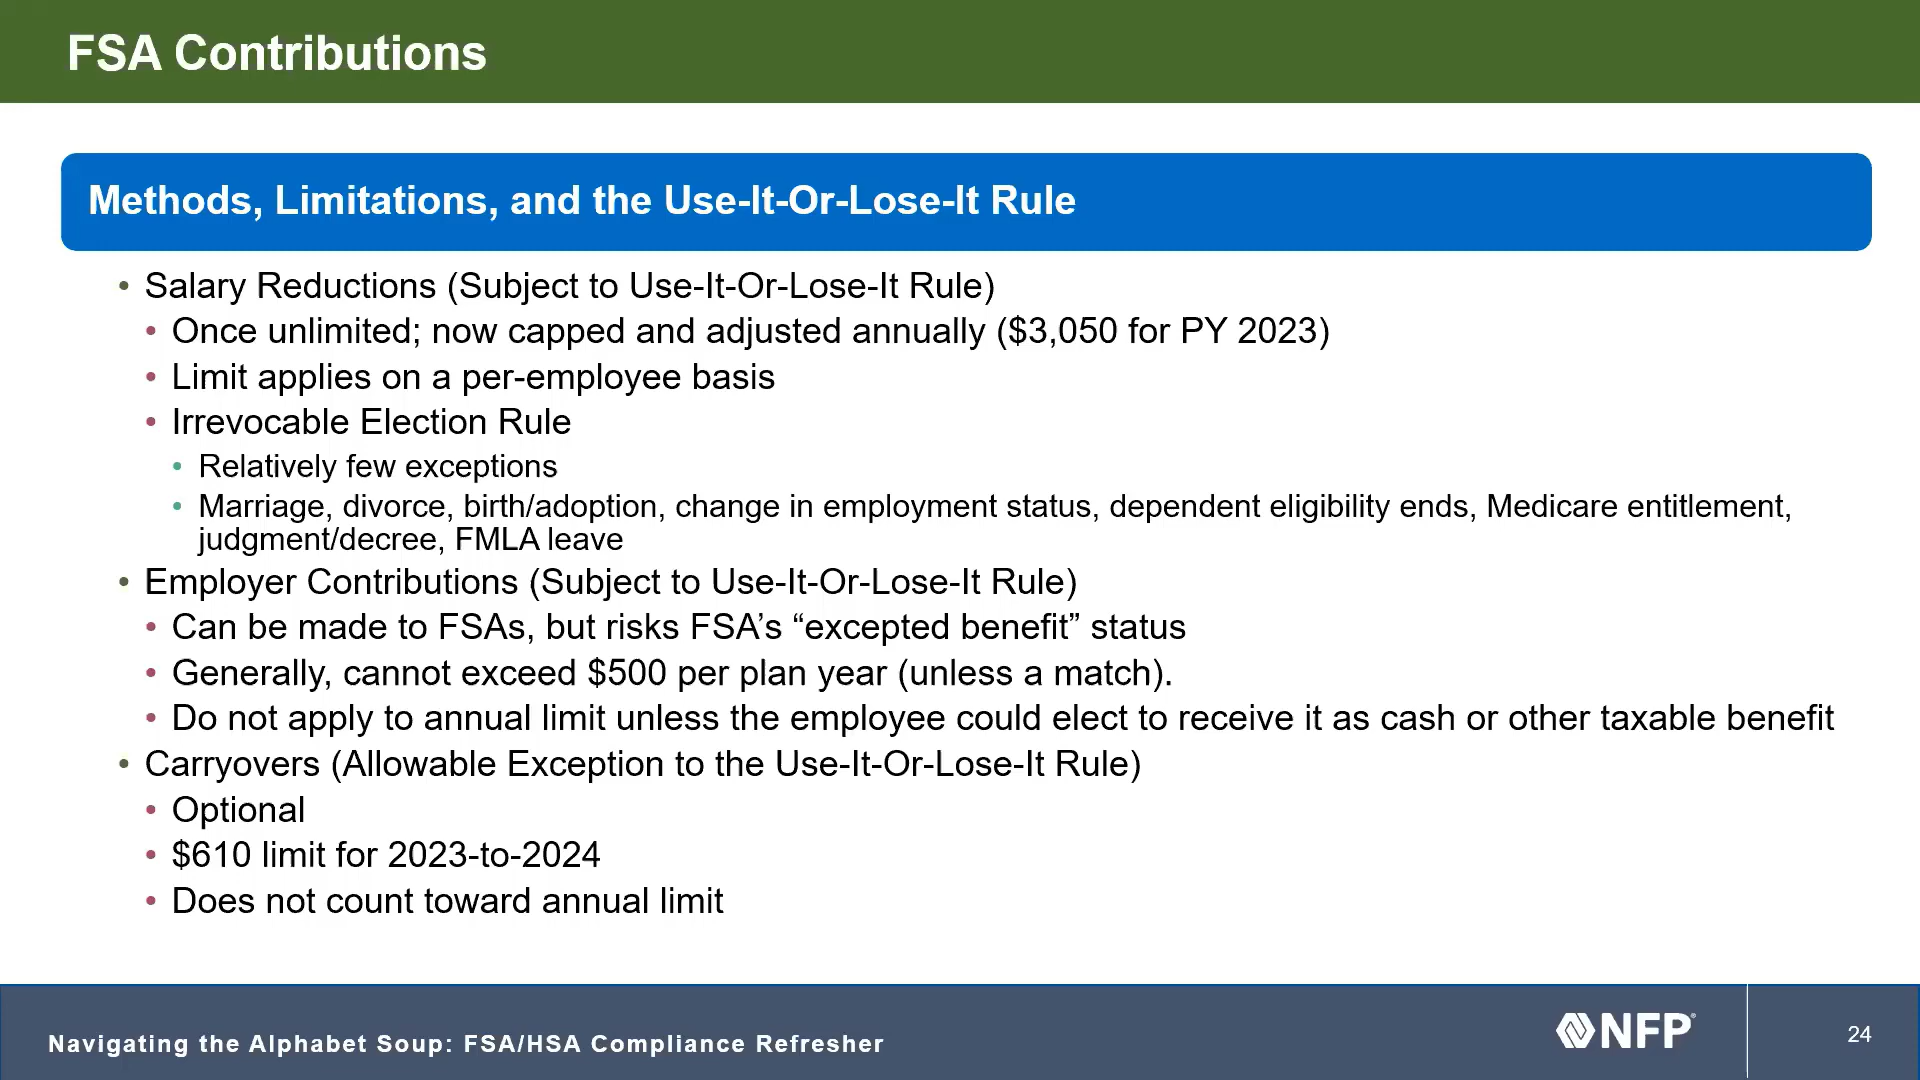 FSA Contributions
Methods, Limitations, and the Use-It-Or-Lose-It Rule
• Salary Reductions (Subject to Use-It-Or-Lose-It Rule)
• Once unlimited; now capped and adjusted annually ($3,050 for PY 2023)
• Limit applies on a per-employee basis
• Irrevocable Election Rule
• Relatively few exceptions
• Marriage, divorce, birth/adoption, change in employment status, dependent eligibility ends, Medicare entitlement,
judgment/decree, FMLA leave
• Employer Contributions (Subject to Use-It-Or-Lose-It Rule)
• Can be made to FSAs, but risks FSA’s “excepted benefit” status
• Generally, cannot exceed $500 per plan year (unless a match).
• Do not apply to annual limit unless the employee could elect to receive it as cash or other taxable benefit
• Carryovers (Allowable Exception to the Use-It-Or-Lose-It Rule)
• Optional
• $610 limit for 2023-to-2024
• Does not count toward annual limit
Navigating the Alphabet Soup: FSA/HSA Compliance Refresher
NFP®
24